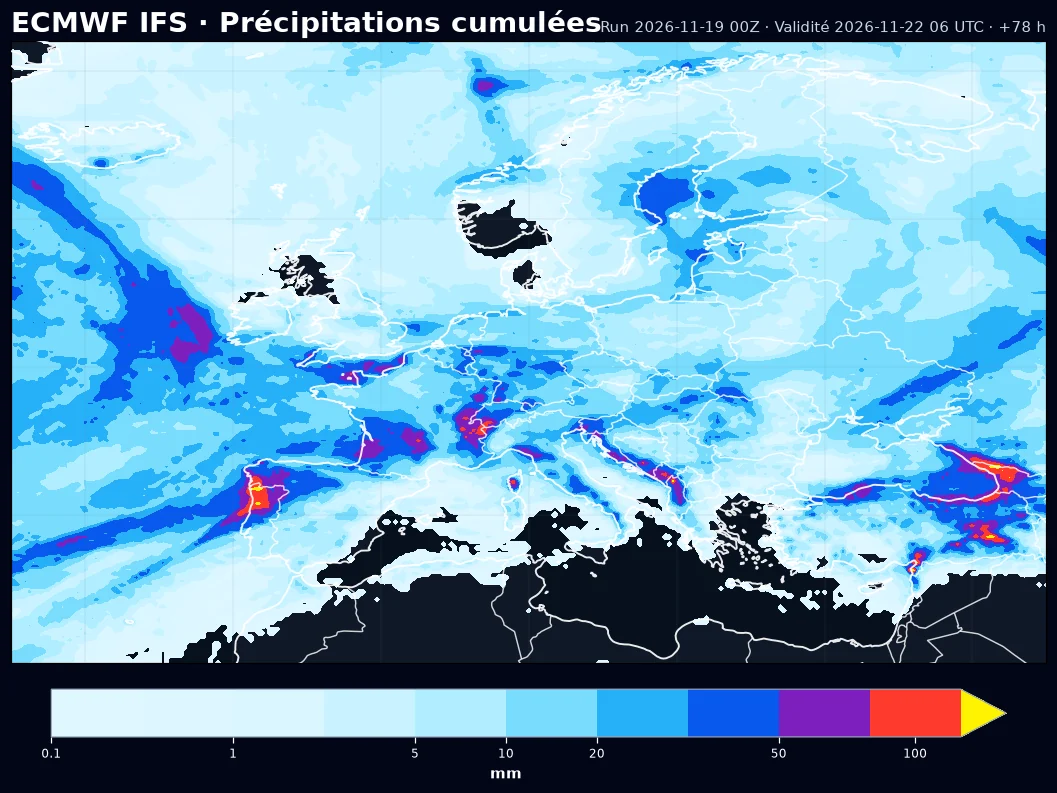 ECMWF IFS · Précipitations cumulées
Run 2026-11-19 00Z · Validité 2026-11-22 06 UTC · +78 h
0.1 1 5 10 20 50 100
mm